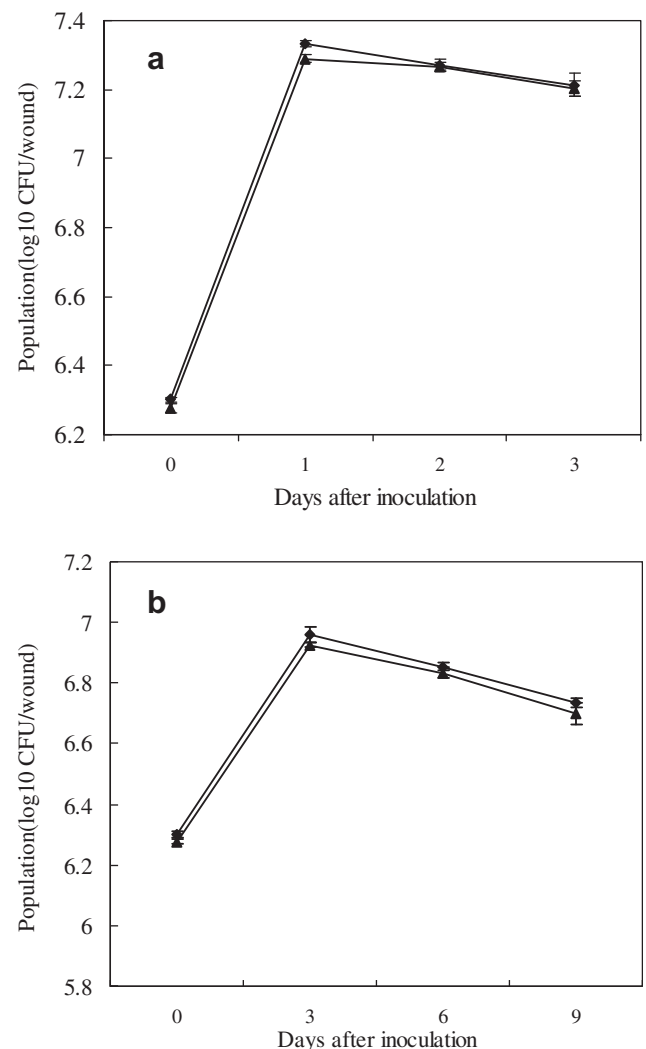 7.4
a
7.2
7
6.8
6.6
6.4
6.2
Population(log10 CFU/wound)
0 1 2 3
Days after inoculation
7.2
b
7
6.8
6.6
6.4
6.2
6
5.8
Population(log10 CFU/wound)
0 3 6 9
Days after inoculation